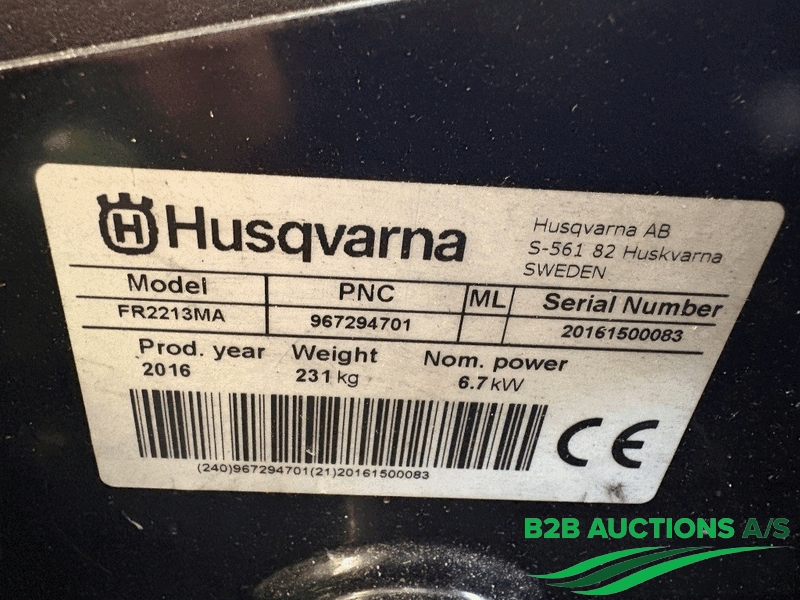 H Husqvarna
Husqvarna AB
S-561 82 Huskvarna
SWEDEN
Model PNC ML Serial Number
FR2213MA 967294701 20161500083
Prod. year Weight Nom. power
2016 231 kg 6.7 kW
(240)967294701(21)20161500083
CE
B2B AUCTIONS A/S